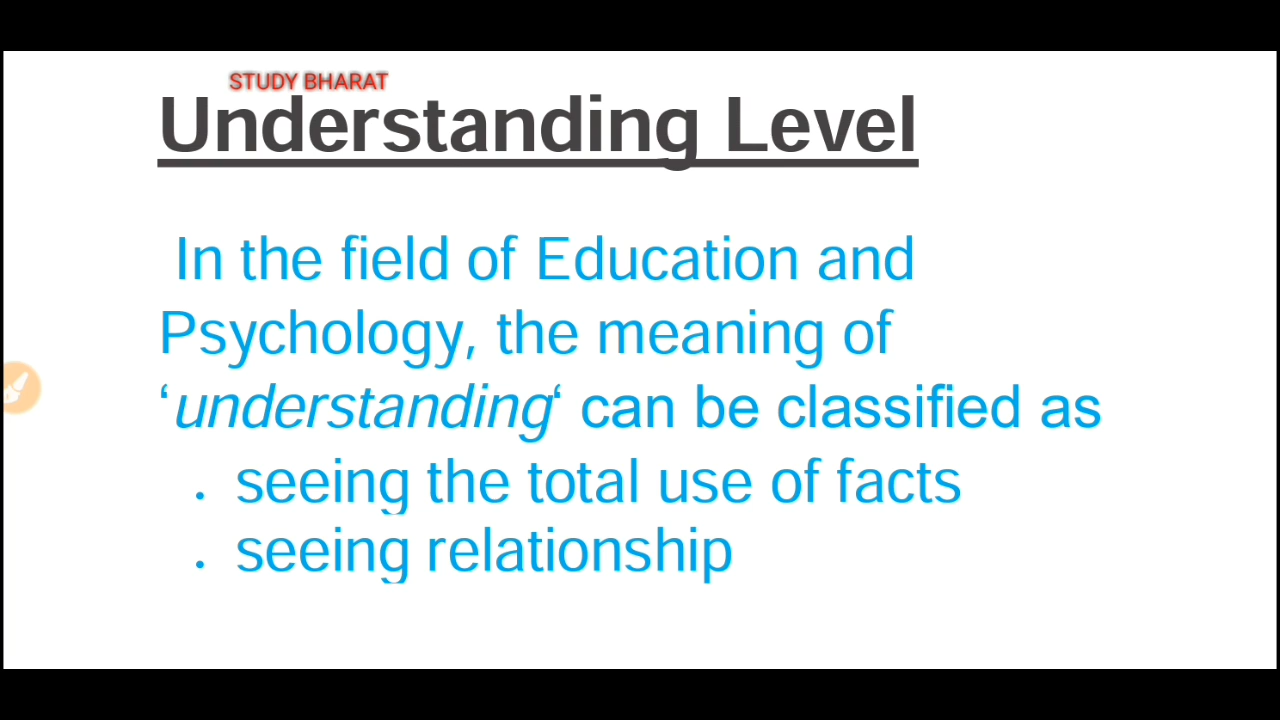 STUDY BHARAT
Understanding Level
In the field of Education and
Psychology, the meaning of
‘understanding‘ can be classified as
• seeing the total use of facts
• seeing relationship